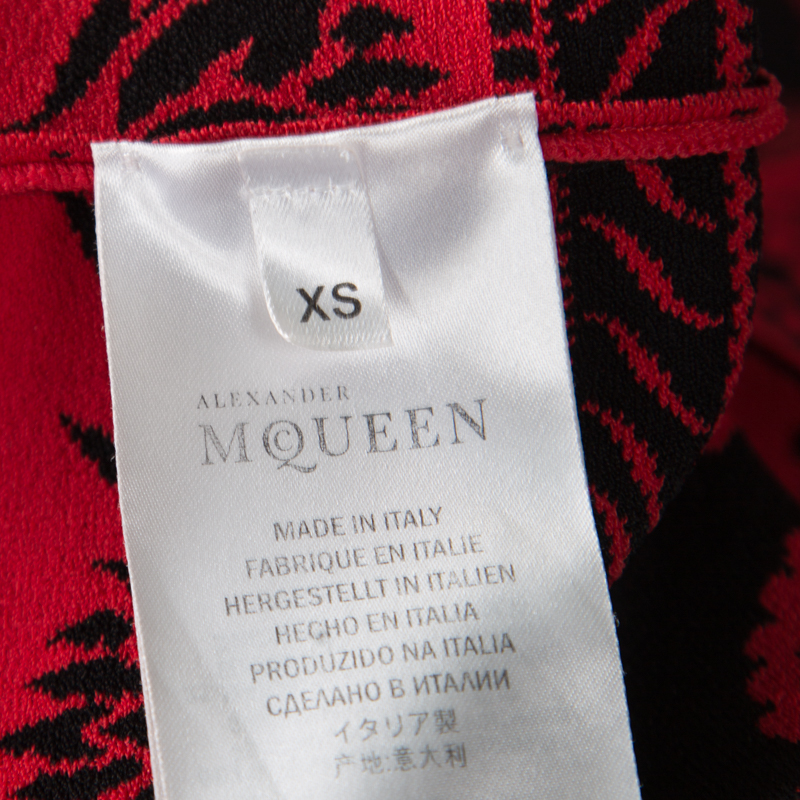 XS
ALEXANDER
MCQUEEN
MADE IN ITALY
FABRIQUE EN ITALIE
HERGESTELLT IN ITALIEN
HECHO EN ITALIA
PRODUZIDO NA ITALIA
СДЕЛАНО В ИТАЛИИ
イタリア製
产地:意大利